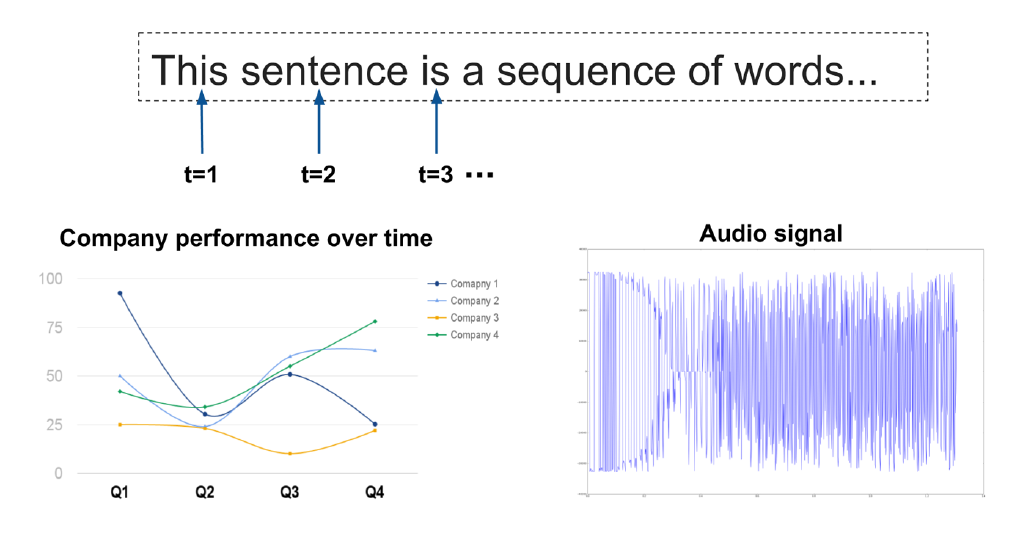 This sentence is a sequence of words...
t=1 t=2 t=3 ...
Company performance over time
Audio signal
100
75
50
25
0
Q1 Q2 Q3 Q4
Comapny 1
Company 2
Company 3
Company 4